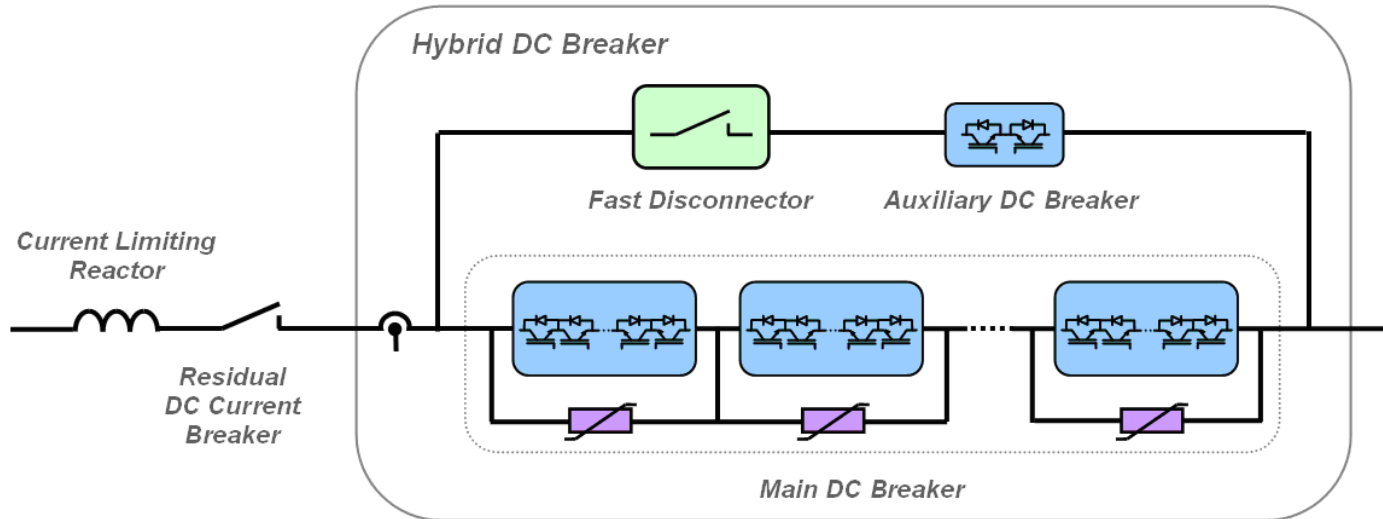 Hybrid DC Breaker
Fast Disconnector
Auxiliary DC Breaker
Current Limiting
Reactor
Residual
DC Current
Breaker
Main DC Breaker